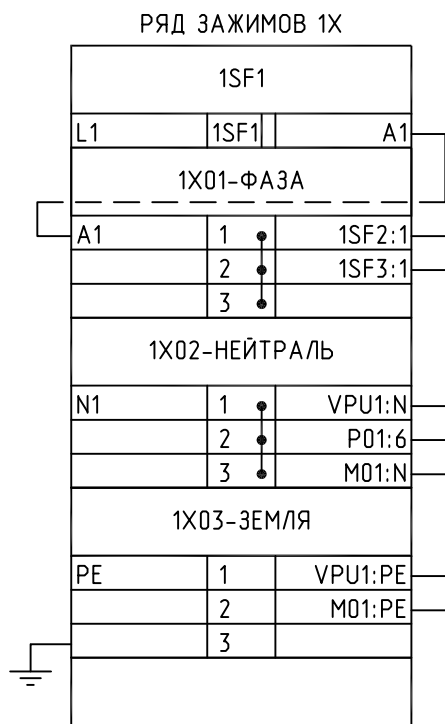 РЯД ЗАЖИМОВ 1X
1SF1
L1 1SF1 A1
1X01-ФАЗА
A1 1 1SF2:1
2 1SF3:1
3
1X02-НЕЙТРАЛЬ
N1 1 VPU1:N
2 P01:6
3 M01:N
1X03-ЗЕМЛЯ
PE 1 VPU1:PE
2 M01:PE
3